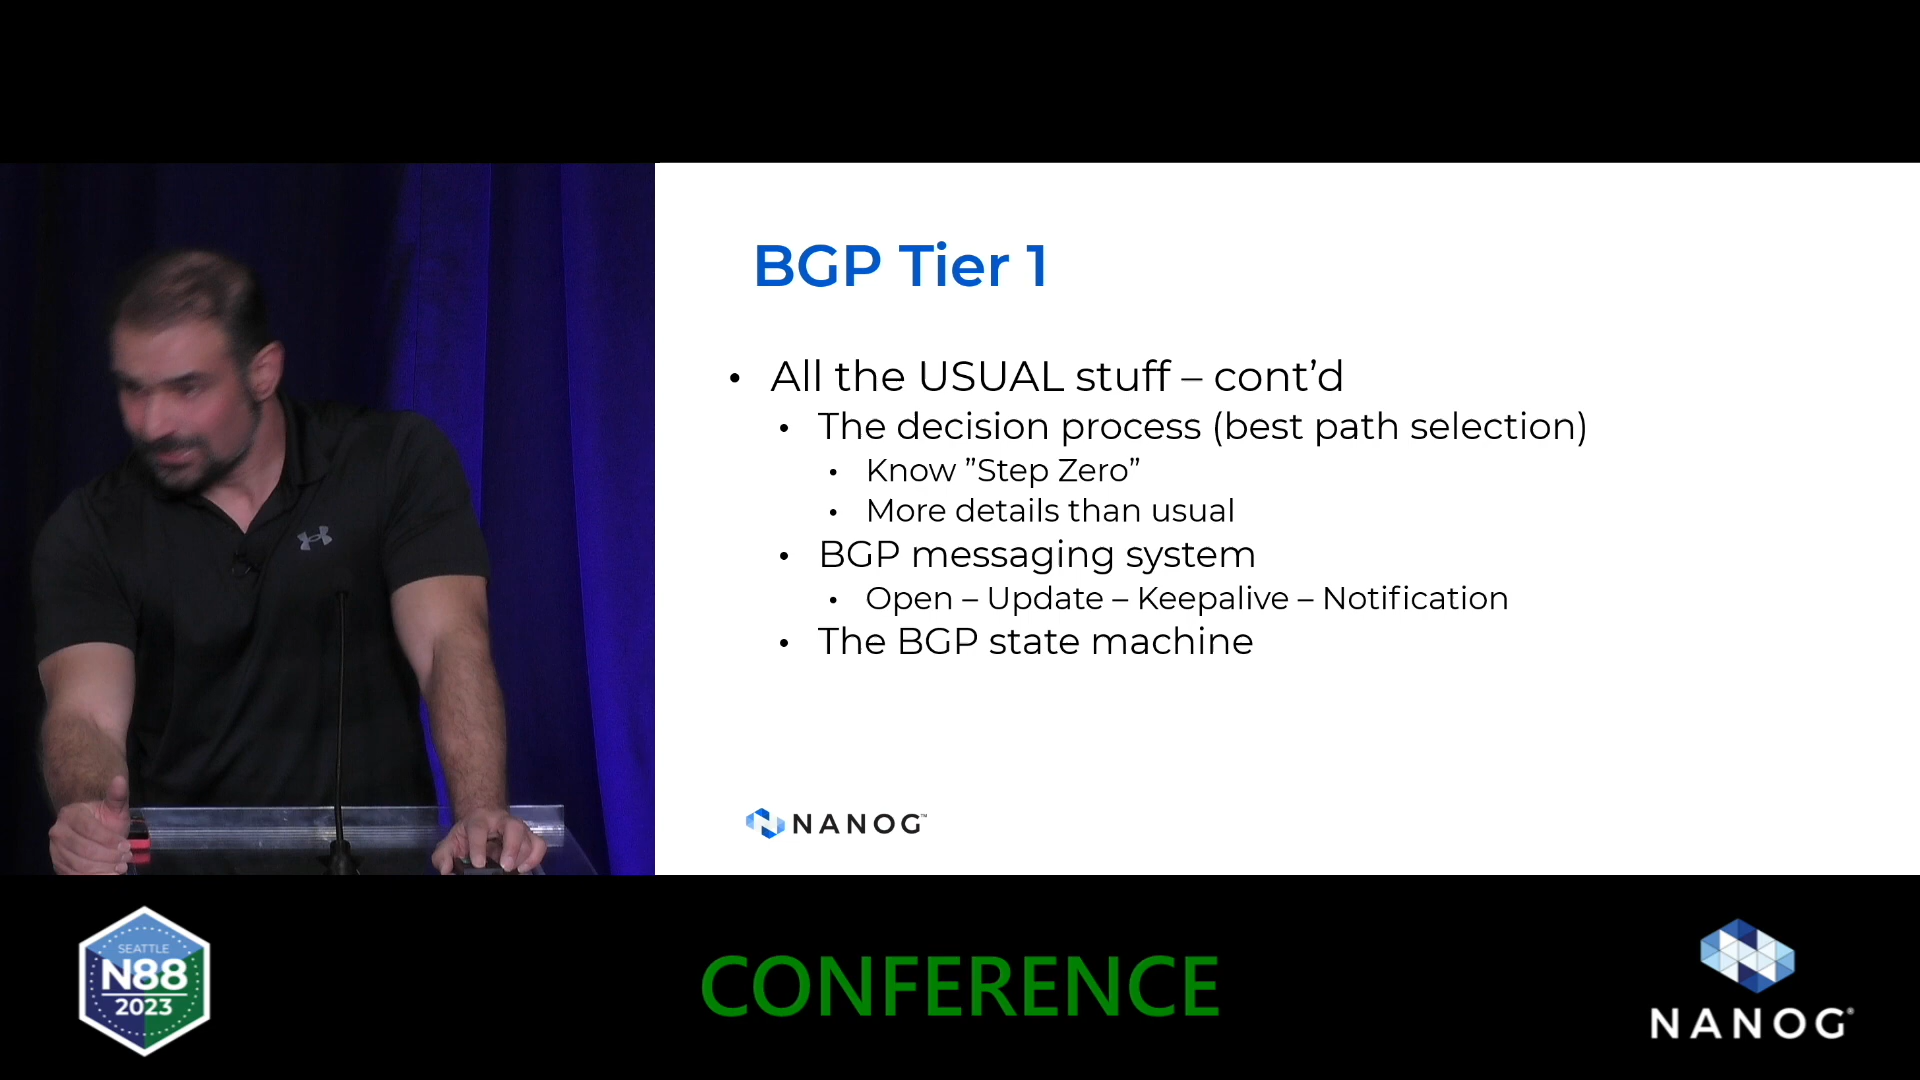 BGP Tier 1
• All the USUAL stuff – cont’d
• The decision process (best path selection)
• Know ”Step Zero”
• More details than usual
• BGP messaging system
• Open – Update – Keepalive – Notification
• The BGP state machine
NANOG™
SEATTLE
N88
2023
CONFERENCE
NANOG®